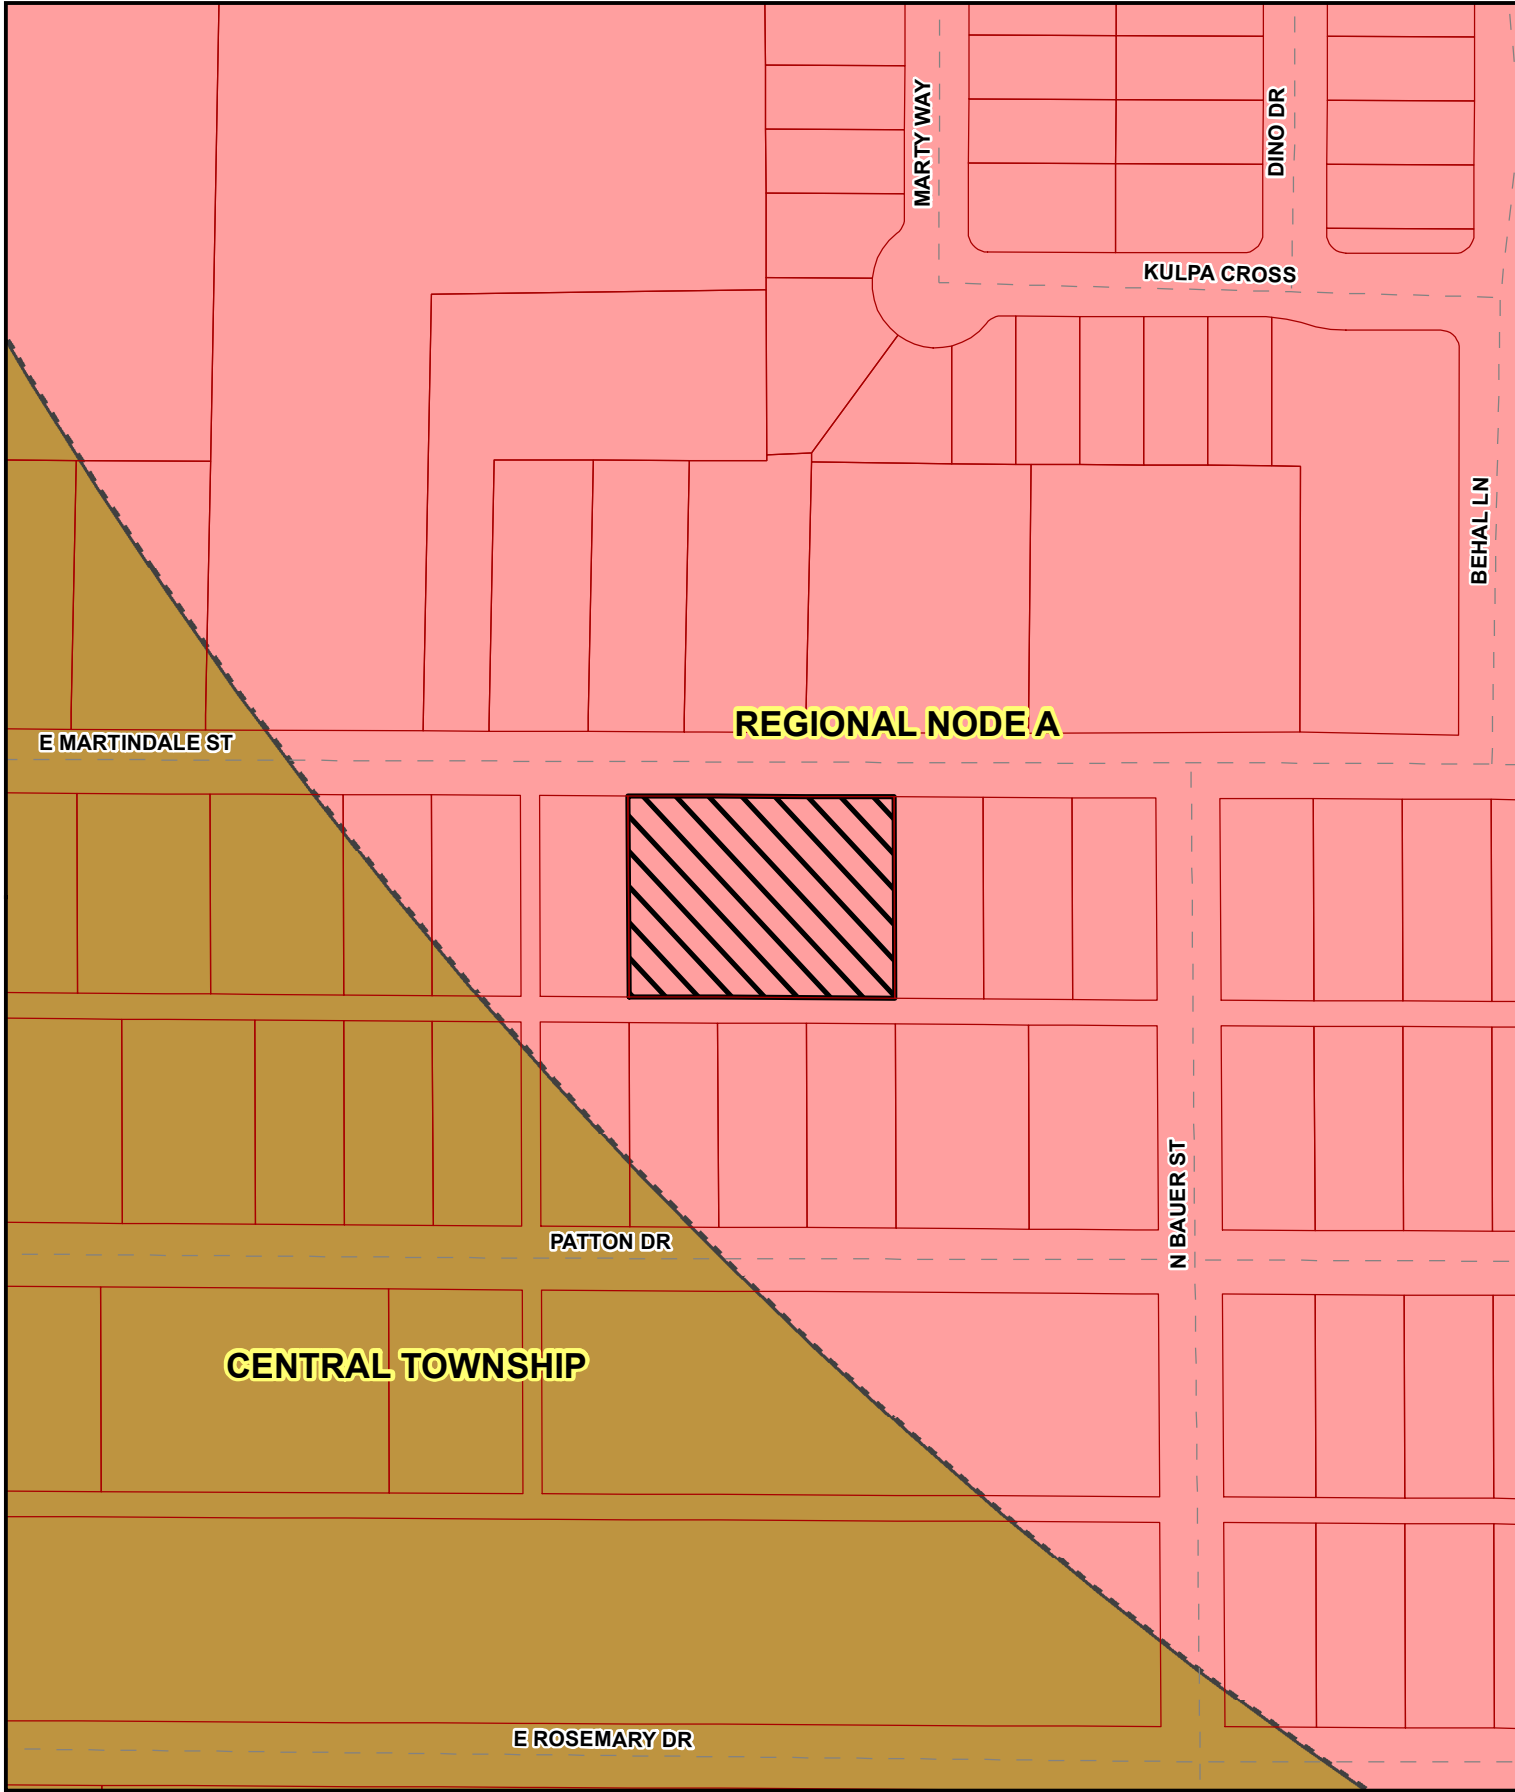 MARTY WAY
DINO DR
KULPA CROSS
BEHAL LN
REGIONAL NODE A
E MARTINDALE ST
N BAUER ST
PATTON DR
CENTRAL TOWNSHIP
E ROSEMARY DR